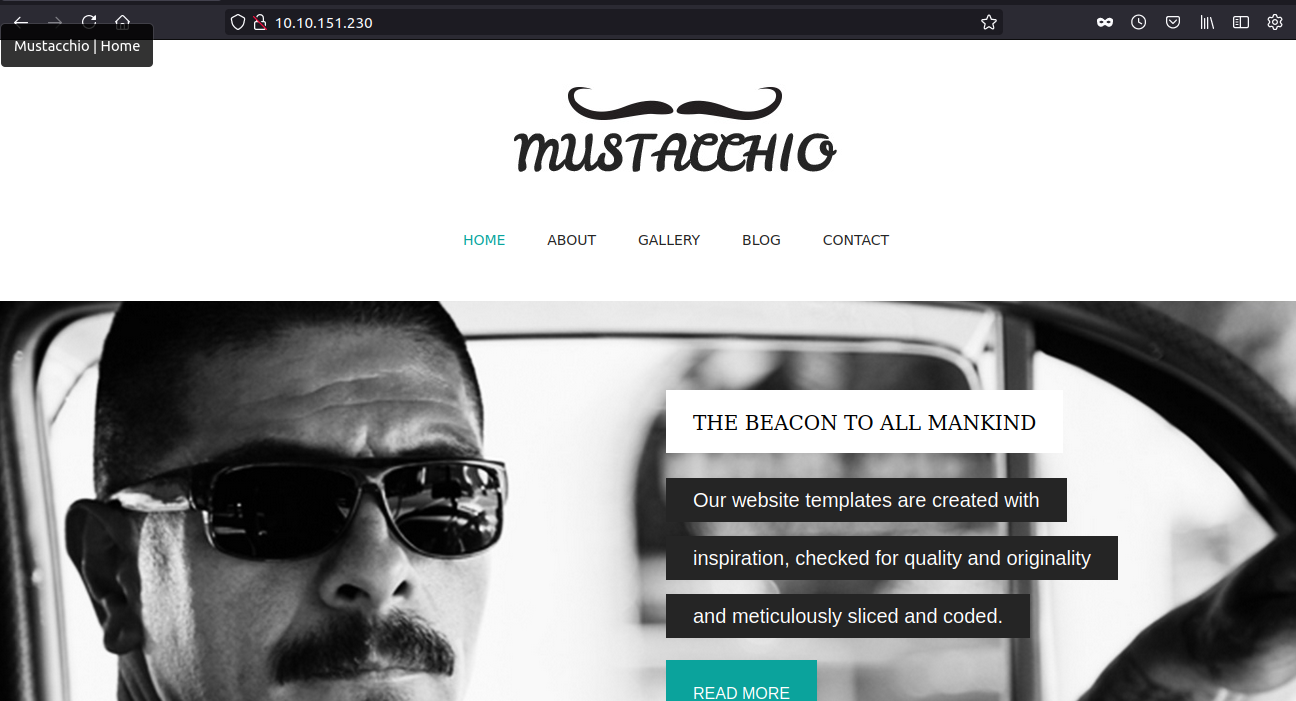 10.10.151.230
Mustacchio | Home
MUSTACCHIO
HOME ABOUT GALLERY BLOG CONTACT
THE BEACON TO ALL MANKIND
Our website templates are created with
inspiration, checked for quality and originality
and meticulously sliced and coded.
READ MORE